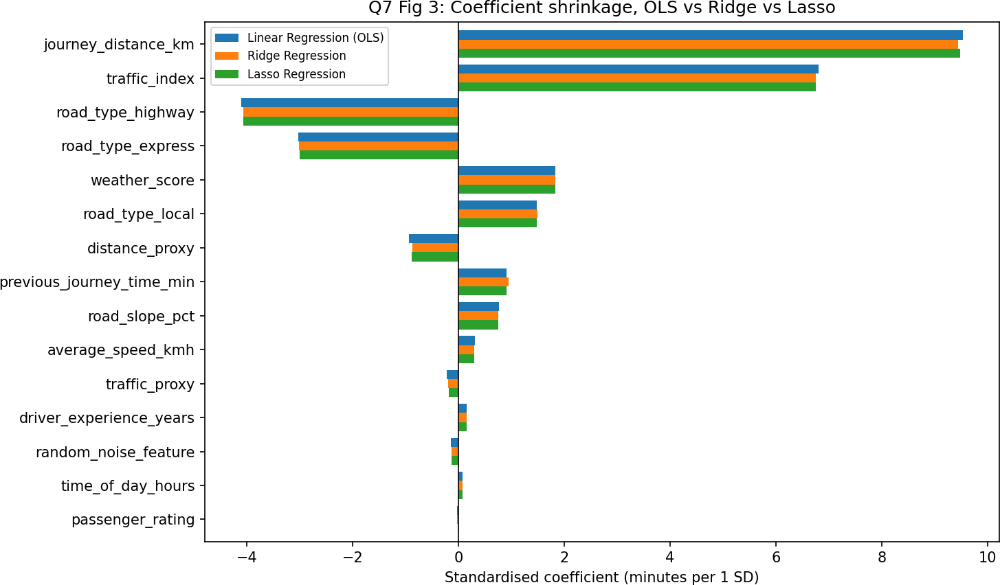 Q7 Fig 3: Coefficient shrinkage, OLS vs Ridge vs Lasso
Linear Regression (OLS)
Ridge Regression
Lasso Regression
journey_distance_km
traffic_index
road_type_highway
road_type_express
weather_score
road_type_local
distance_proxy
previous_journey_time_min
road_slope_pct
average_speed_kmh
traffic_proxy
driver_experience_years
random_noise_feature
time_of_day_hours
passenger_rating
−4 −2 0 2 4 6 8 10
Standardised coefficient (minutes per 1 SD)